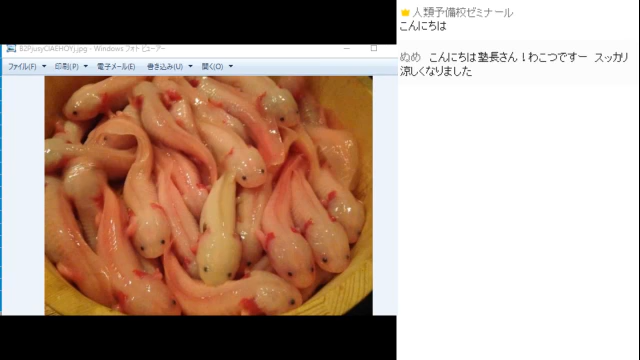 B2PjusyCIAEHOYj.jpg - Windows フォト ビューアー
ファイル(F) 印刷(P) 電子メール(E) 書き込み(U) 開く(O)
人類予備校ゼミナール
こんにちは
ぬめ こんにちは塾長さん！わこつですー スッカリ
涼しくなりました